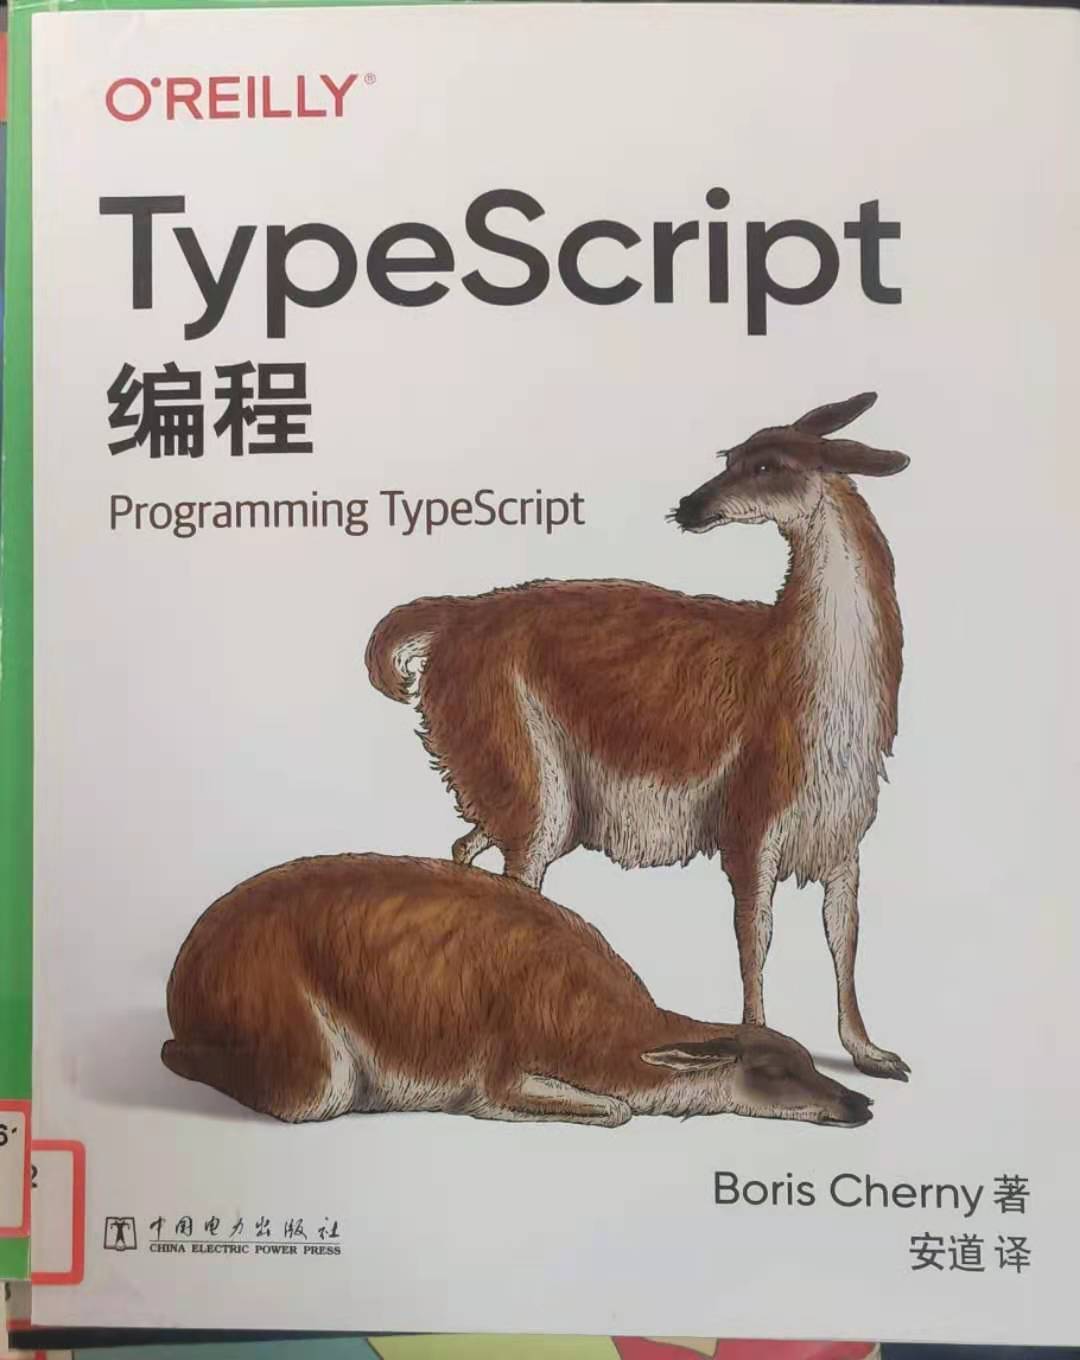 O'REILLY®
TypeScript
编程
Programming TypeScript
Boris Cherny 著
安道 译
中国电力出版社
CHINA ELECTRIC POWER PRESS
2